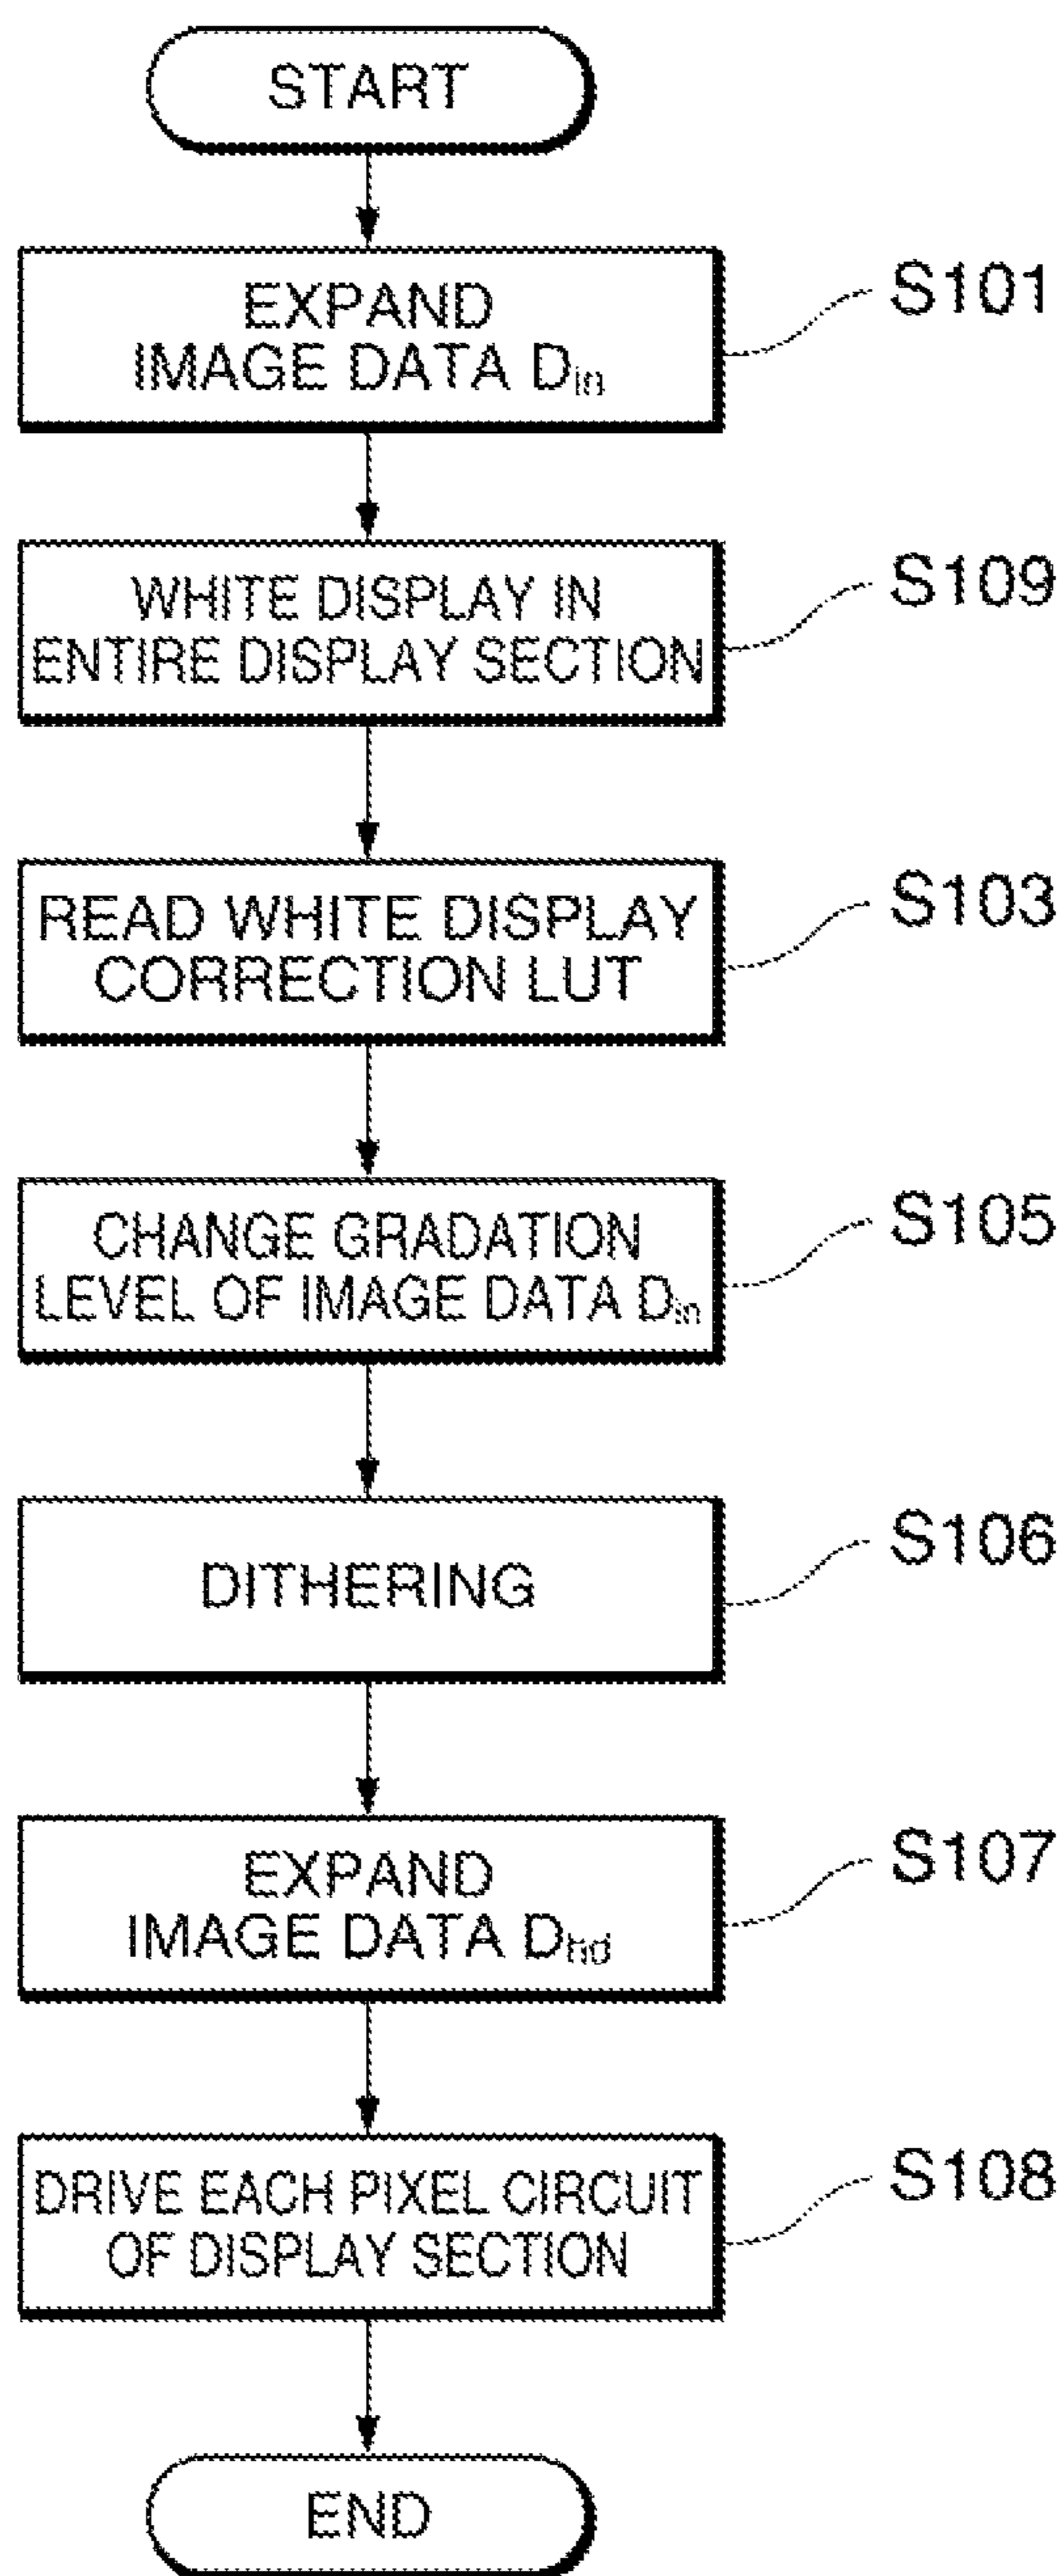 START
EXPAND
IMAGE DATA Din
S101
WHITE DISPLAY IN
ENTIRE DISPLAY SECTION
S109
READ WHITE DISPLAY
CORRECTION LUT
S103
CHANGE GRADATION
LEVEL OF IMAGE DATA Din
S105
DITHERING
S106
EXPAND
IMAGE DATA Dhd
S107
DRIVE EACH PIXEL CIRCUIT
OF DISPLAY SECTION
S108
END